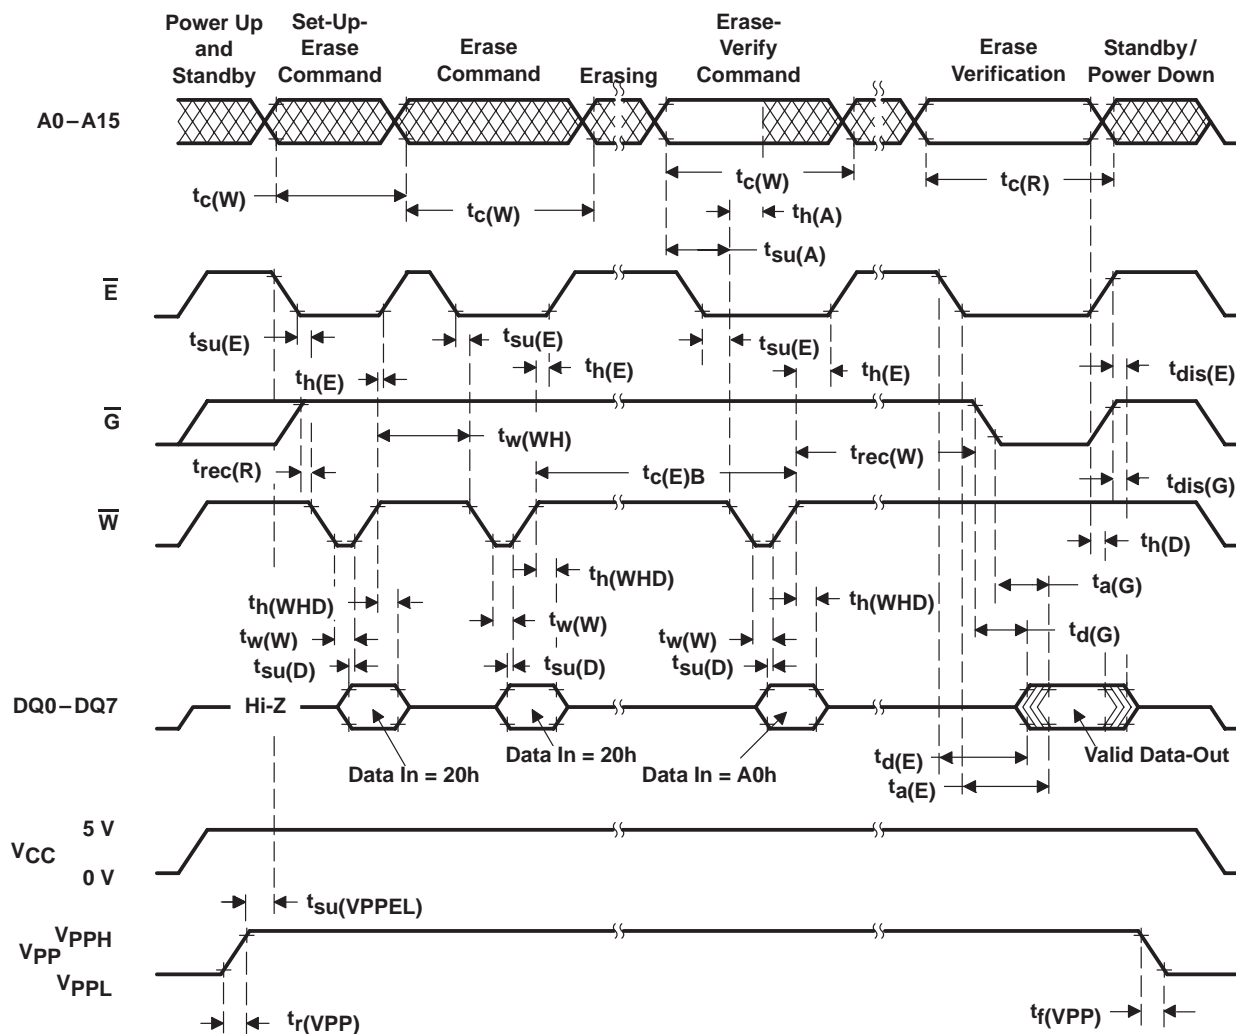 Power Up
and
Standby
Set-Up-
Erase
Command
Erase
Command
Erasing
Erase-
Verify
Command
Erase
Verification
Standby/
Power Down
A0–A15
tc(W)
tc(W)
tc(W)
tc(R)
th(A)
tsu(A)
E
tsu(E)
tsu(E)
tsu(E)
th(E)
th(E)
th(E)
tdis(E)
G
tw(WH)
trec(R)
trec(W)
tc(E)B
tdis(G)
W
th(D)
th(WHD)
th(WHD)
th(WHD)
ta(G)
tw(W)
tw(W)
tw(W)
td(G)
tsu(D)
tsu(D)
tsu(D)
DQ0–DQ7
Hi-Z
Data In = 20h
Data In = 20h
Data In = A0h
Valid Data-Out
td(E)
ta(E)
5 V
VCC
0 V
tsu(VPPEL)
VPPH
VPP
VPPL
tr(VPP)
tf(VPP)